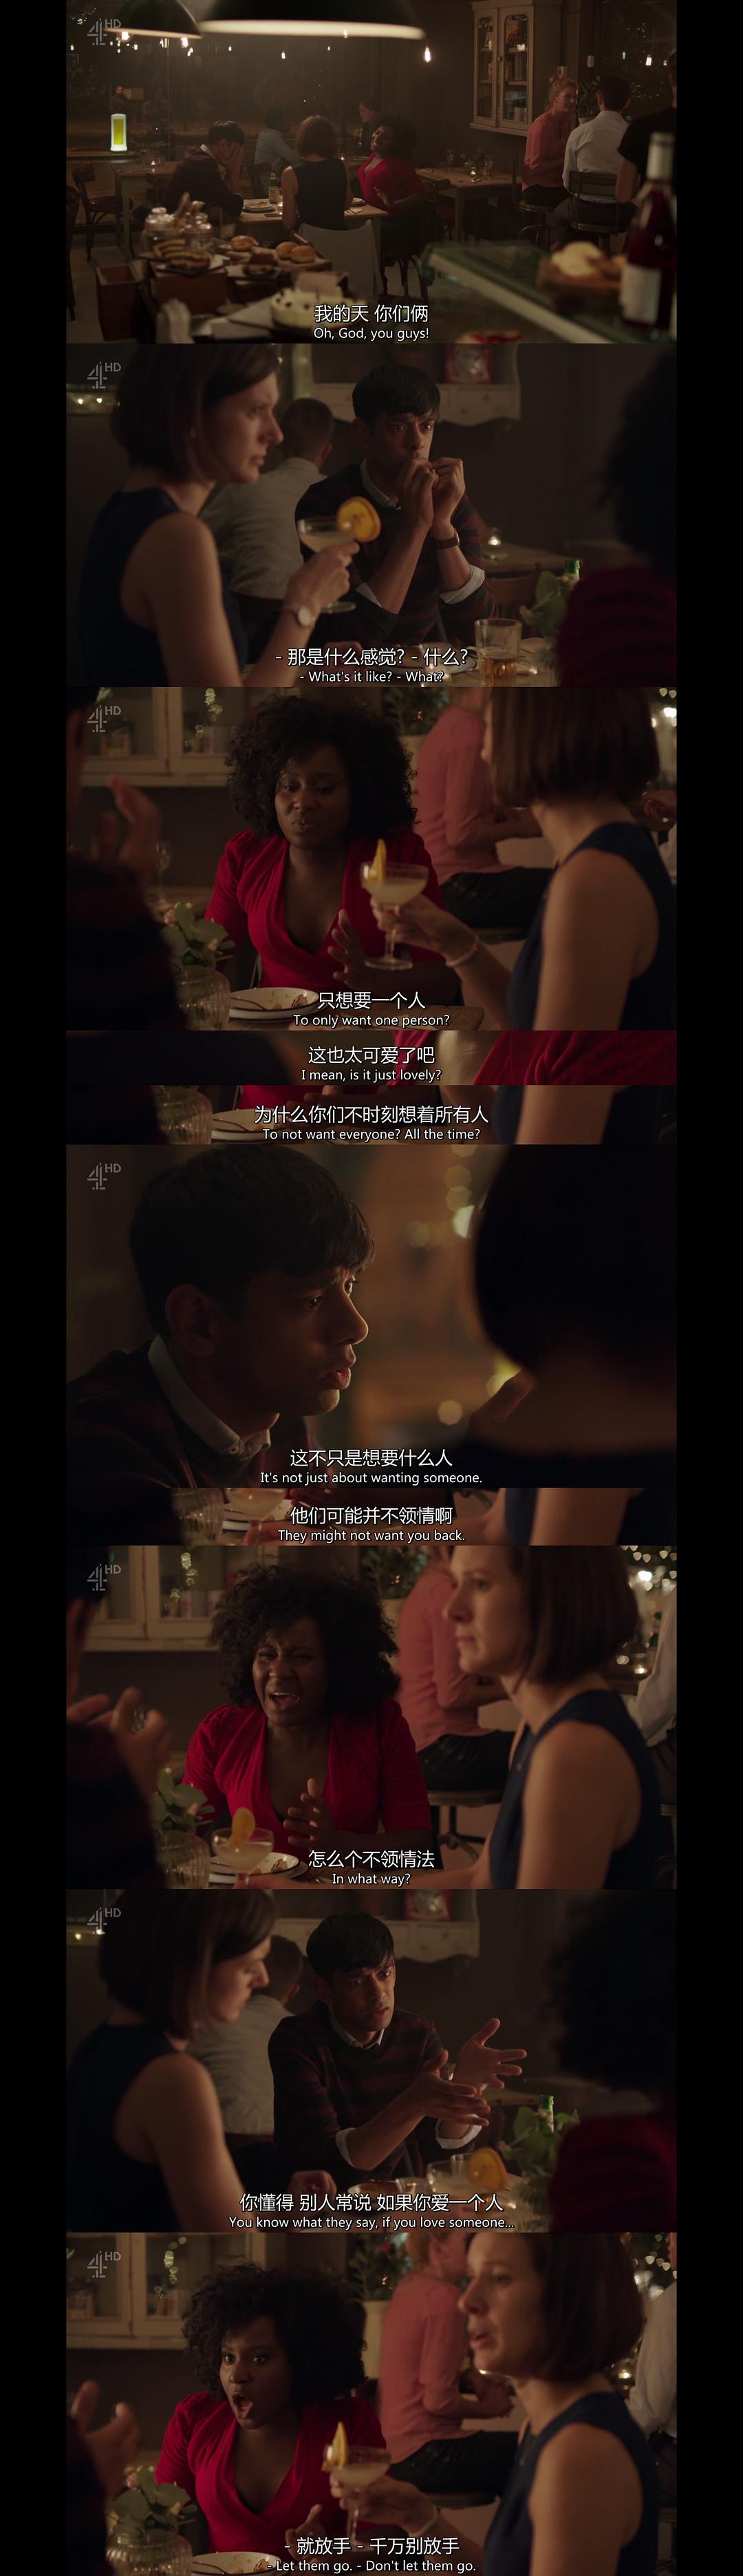 4HD
我的天 你们俩
Oh, God, you guys!
4HD
- 那是什么感觉? - 什么?
- What's it like? - What?
4HD
只想要一个人
To only want one person?
这也太可爱了吧
I mean, is it just lovely?
为什么你们不时刻想着所有人
To not want everyone? All the time?
4HD
这不只是想要什么人
It's not just about wanting someone.
他们可能并不领情啊
They might not want you back.
4HD
怎么个不领情法
In what way?
4HD
你懂得 别人常说 如果你爱一个人
You know what they say, if you love someone...
4HD
- 就放手 - 千万别放手
- Let them go. - Don't let them go.